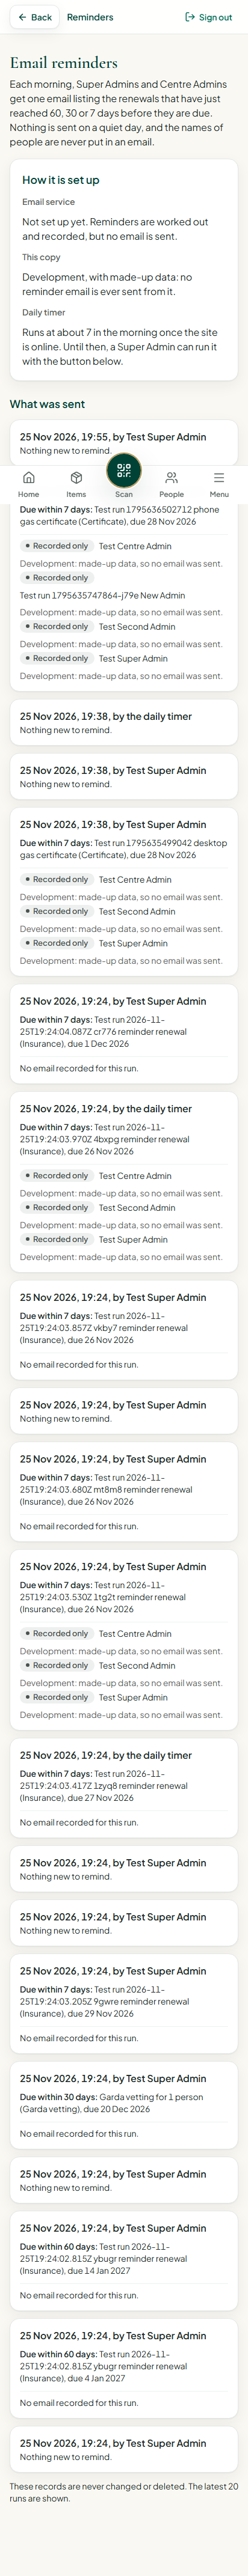 Back
Reminders
Sign out
Email reminders
Each morning, Super Admins and Centre Admins
get one email listing the renewals that have just
reached 60, 30 or 7 days before they are due.
Nothing is sent on a quiet day, and the names of
people are never put in an email.
How it is set up
Email service
Not set up yet. Reminders are worked out
and recorded, but no email is sent.
This copy
Development, with made-up data: no
reminder email is ever sent from it.
Daily timer
Runs at about 7 in the morning once the site
is online. Until then, a Super Admin can run it
with the button below.
What was sent
25 Nov 2026, 19:55, by Test Super Admin
Nothing new to remind.
Home
Items
Scan
People
Menu
Due within 7 days: Test run 1795636502712 phone
gas certificate (Certificate), due 28 Nov 2026
Recorded only Test Centre Admin
Development: made-up data, so no email was sent.
Recorded only
Test run 1795635747864-j79e New Admin
Development: made-up data, so no email was sent.
Recorded only Test Second Admin
Development: made-up data, so no email was sent.
Recorded only Test Super Admin
Development: made-up data, so no email was sent.
25 Nov 2026, 19:38, by the daily timer
Nothing new to remind.
25 Nov 2026, 19:38, by Test Super Admin
Nothing new to remind.
25 Nov 2026, 19:38, by Test Super Admin
Due within 7 days: Test run 1795635499042 desktop
gas certificate (Certificate), due 28 Nov 2026
Recorded only Test Centre Admin
Development: made-up data, so no email was sent.
Recorded only Test Second Admin
Development: made-up data, so no email was sent.
Recorded only Test Super Admin
Development: made-up data, so no email was sent.
25 Nov 2026, 19:24, by Test Super Admin
Due within 7 days: Test run 2026-11-
25T19:24:04.087Z cr776 reminder renewal
(Insurance), due 1 Dec 2026
No email recorded for this run.
25 Nov 2026, 19:24, by the daily timer
Due within 7 days: Test run 2026-11-
25T19:24:03.970Z 4bxpg reminder renewal
(Insurance), due 26 Nov 2026
Recorded only Test Centre Admin
Development: made-up data, so no email was sent.
Recorded only Test Second Admin
Development: made-up data, so no email was sent.
Recorded only Test Super Admin
Development: made-up data, so no email was sent.
25 Nov 2026, 19:24, by Test Super Admin
Due within 7 days: Test run 2026-11-
25T19:24:03.857Z vkby7 reminder renewal
(Insurance), due 26 Nov 2026
No email recorded for this run.
25 Nov 2026, 19:24, by Test Super Admin
Nothing new to remind.
25 Nov 2026, 19:24, by Test Super Admin
Due within 7 days: Test run 2026-11-
25T19:24:03.680Z mt8m8 reminder renewal
(Insurance), due 26 Nov 2026
No email recorded for this run.
25 Nov 2026, 19:24, by Test Super Admin
Due within 7 days: Test run 2026-11-
25T19:24:03.530Z 1tg2t reminder renewal
(Insurance), due 26 Nov 2026
Recorded only Test Centre Admin
Development: made-up data, so no email was sent.
Recorded only Test Second Admin
Development: made-up data, so no email was sent.
Recorded only Test Super Admin
Development: made-up data, so no email was sent.
25 Nov 2026, 19:24, by the daily timer
Due within 7 days: Test run 2026-11-
25T19:24:03.417Z 1zyq8 reminder renewal
(Insurance), due 27 Nov 2026
No email recorded for this run.
25 Nov 2026, 19:24, by Test Super Admin
Nothing new to remind.
25 Nov 2026, 19:24, by Test Super Admin
Nothing new to remind.
25 Nov 2026, 19:24, by Test Super Admin
Due within 7 days: Test run 2026-11-
25T19:24:03.205Z 9gwre reminder renewal
(Insurance), due 29 Nov 2026
No email recorded for this run.
25 Nov 2026, 19:24, by Test Super Admin
Due within 30 days: Garda vetting for 1 person
(Garda vetting), due 20 Dec 2026
No email recorded for this run.
25 Nov 2026, 19:24, by Test Super Admin
Nothing new to remind.
25 Nov 2026, 19:24, by Test Super Admin
Due within 60 days: Test run 2026-11-
25T19:24:02.815Z ybugr reminder renewal
(Insurance), due 14 Jan 2027
No email recorded for this run.
25 Nov 2026, 19:24, by Test Super Admin
Due within 60 days: Test run 2026-11-
25T19:24:02.815Z ybugr reminder renewal
(Insurance), due 4 Jan 2027
No email recorded for this run.
25 Nov 2026, 19:24, by Test Super Admin
Nothing new to remind.
These records are never changed or deleted. The latest 20
runs are shown.